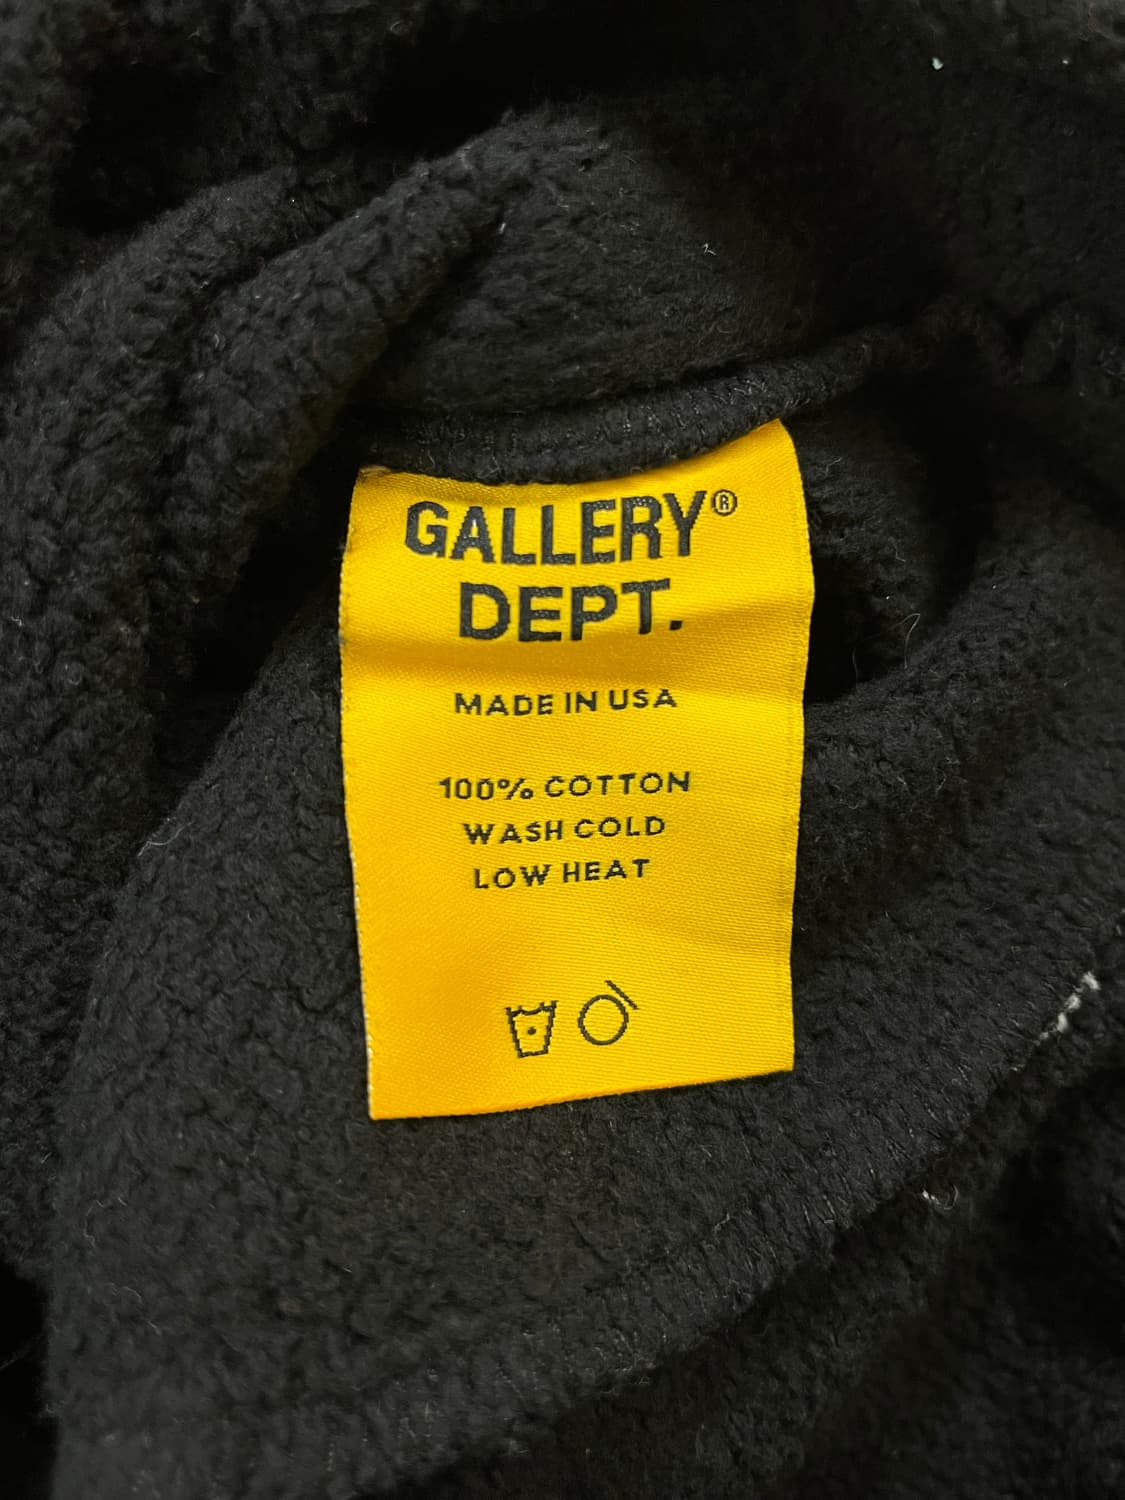 GALLERY®
DEPT.
MADE IN USA
100% COTTON
WASH COLD
LOW HEAT